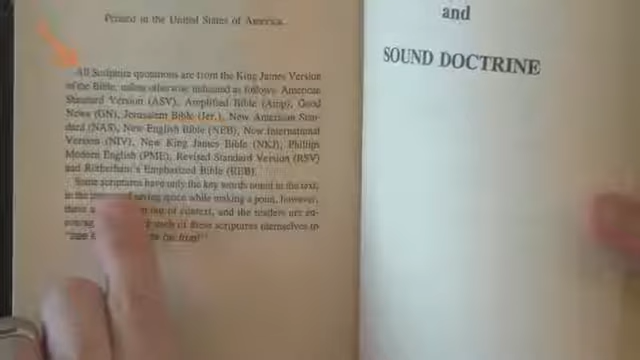 Printed in the United States of America.
All Scripture quotations are from the King James Version
of the Bible, unless otherwise indicated as follows: American
Standard Version (ASV), Amplified Bible (Amp), Good
News (GN), Jerusalem Bible (Jer.), New American Stan-
dard (NAS), New English Bible (NEB), New International
Version (NIV), New King James Bible (NKJ), Phillips
Modern English (PME), Revised Standard Version (RSV)
and Rotherham's Emphasized Bible (REB).
Some scriptures have only the key words noted in the text,
in the of saving space while making a point, however,
these out of context, and the readers are en-
each of these scriptures themselves to
"see
and
SOUND DOCTRINE